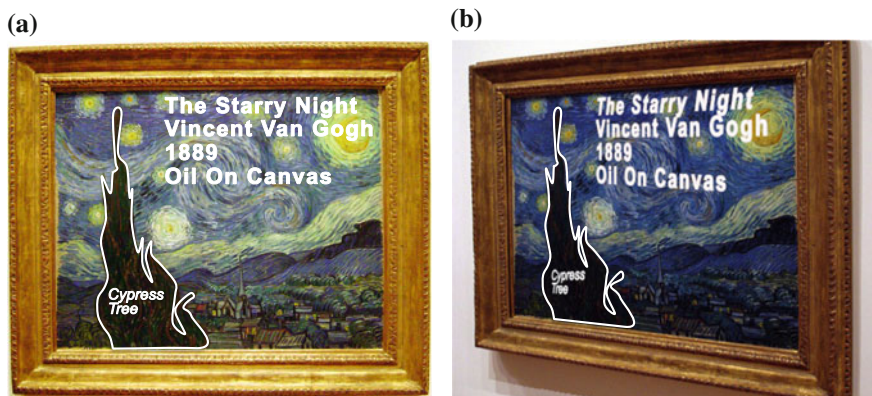 (a)
The Starry Night
Vincent Van Gogh
1889
Oil On Canvas
Cypress
Tree
(b)
The Starry Night
Vincent Van Gogh
1889
Oil On Canvas
Cypress
Tree